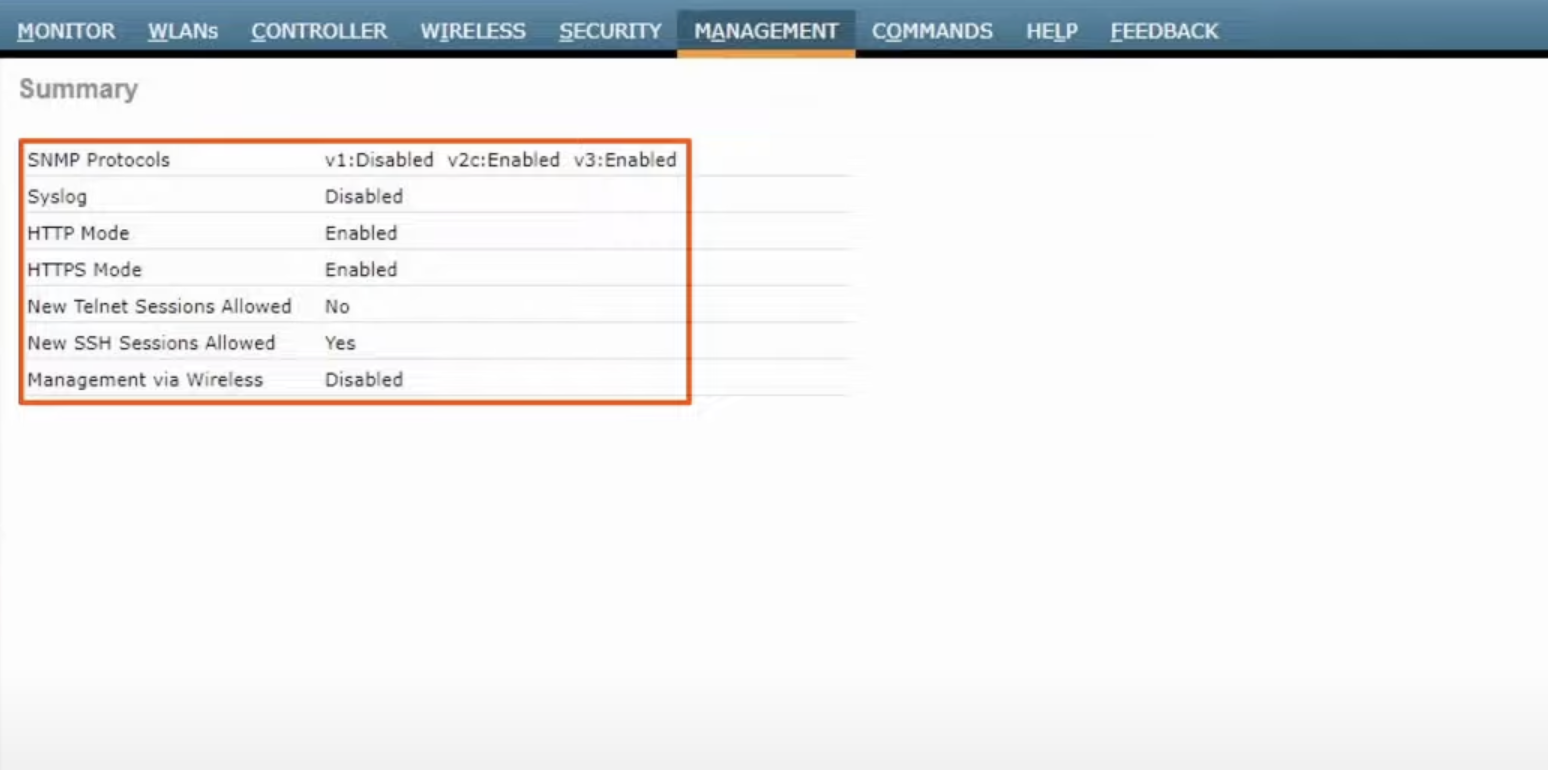 MONITOR WLANs CONTROLLER WIRELESS SECURITY MANAGEMENT COMMANDS HELP FEEDBACK
Summary
SNMP Protocols v1:Disabled v2c:Enabled v3:Enabled
Syslog Disabled
HTTP Mode Enabled
HTTPS Mode Enabled
New Telnet Sessions Allowed No
New SSH Sessions Allowed Yes
Management via Wireless Disabled